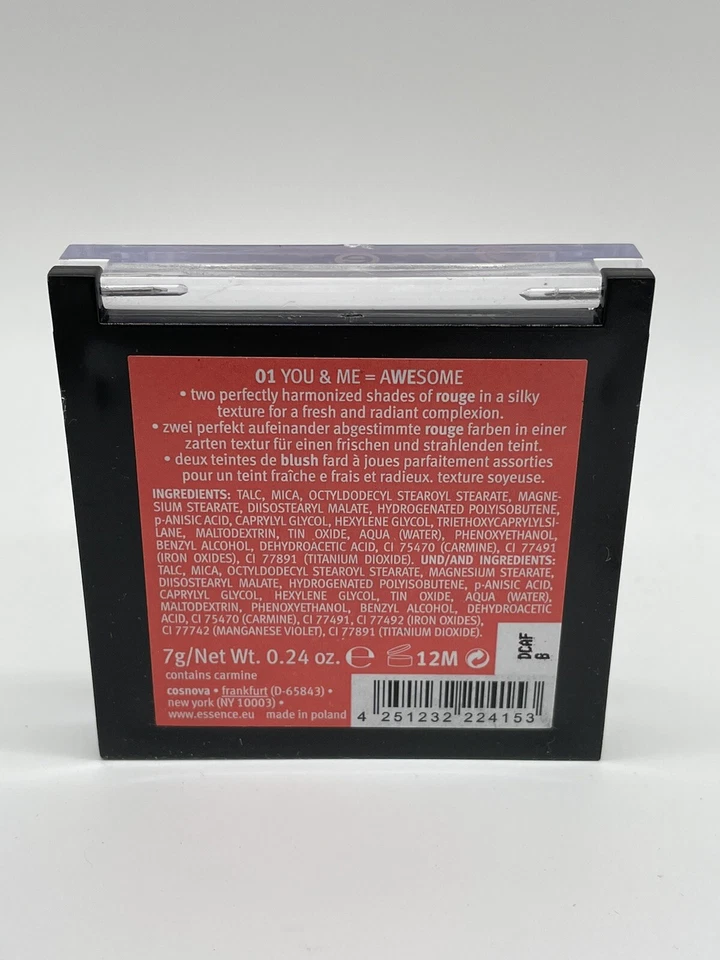 01 YOU & ME = AWESOME
• two perfectly harmonized shades of rouge in a silky
texture for a fresh and radiant complexion.
• zwei perfekt aufeinander abgestimmte rouge farben in einer
zarten textur für einen frischen und strahlenden teint.
• deux teintes de blush fard à joues parfaitement assorties
pour un teint fraîche e frais et radieux. texture soyeuse.
INGREDIENTS: TALC, MICA, OCTYLDODECYL STEAROYL STEARATE, MAGNE-
SIUM STEARATE, DIISOSTEARYL MALATE, HYDROGENATED POLYISOBUTENE,
p-ANISIC ACID, CAPRYLYL GLYCOL, HEXYLENE GLYCOL, TRIETHOXYCAPRYLYLSI-
LANE, MALTODEXTRIN, TIN OXIDE, AQUA (WATER), PHENOXYETHANOL,
BENZYL ALCOHOL, DEHYDROACETIC ACID, CI 75470 (CARMINE), CI 77491
(IRON OXIDES), CI 77891 (TITANIUM DIOXIDE). UND/AND INGREDIENTS:
TALC, MICA, OCTYLDODECYL STEAROYL STEARATE, MAGNESIUM STEARATE,
DIISOSTEARYL MALATE, HYDROGENATED POLYISOBUTENE, p-ANISIC ACID,
CAPRYLYL GLYCOL, HEXYLENE GLYCOL, TIN OXIDE, AQUA (WATER),
MALTODEXTRIN, PHENOXYETHANOL, BENZYL ALCOHOL, DEHYDROACETIC
ACID, CI 75470 (CARMINE), CI 77491, CI 77492 (IRON OXIDES),
CI 77742 (MANGANESE VIOLET), CI 77891 (TITANIUM DIOXIDE).
7g/Net Wt. 0.24 oz. ℮ 12M
contains carmine
cosnova • frankfurt (D-65843) •
new york (NY 10003) •
www.essence.eu made in poland
DCAF
B
4 251232 224153